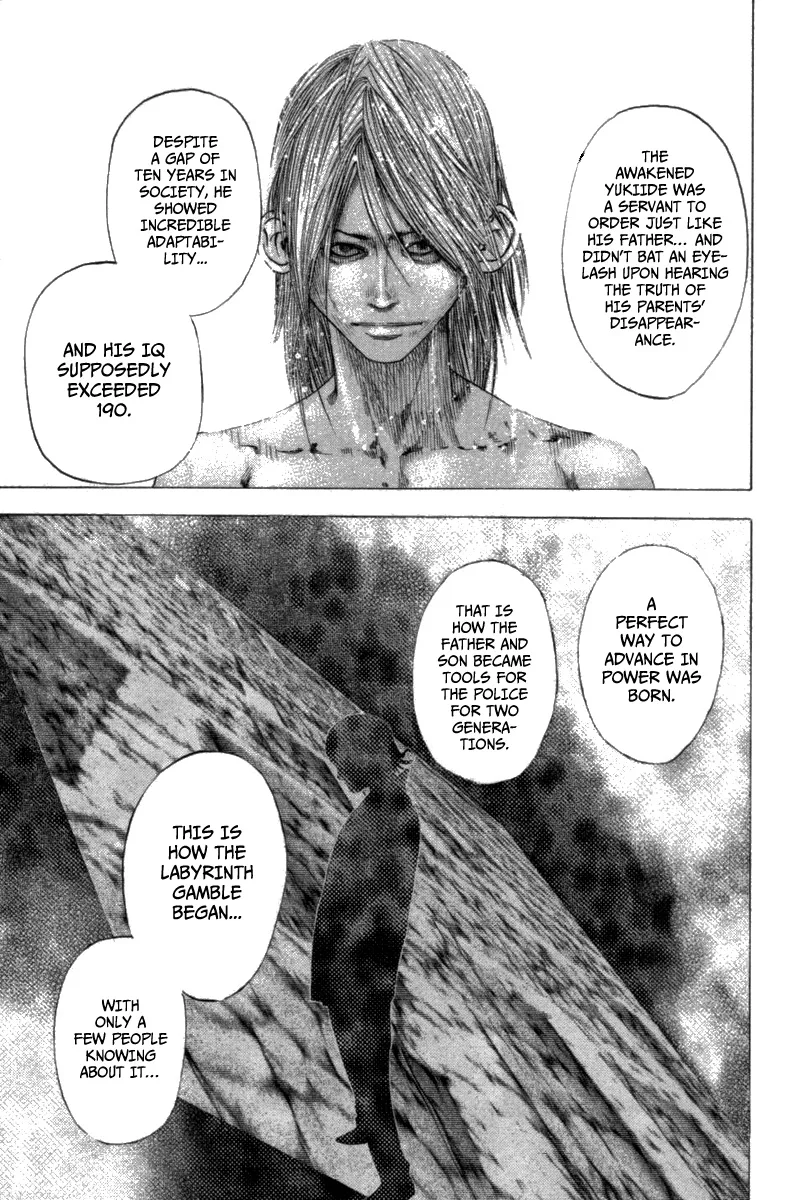 THE
AWAKENED
YUKIIDE WAS
A SERVANT TO
ORDER JUST LIKE
HIS FATHER... AND
DIDN'T BAT AN EYE-
LASH UPON HEARING
THE TRUTH OF
HIS PARENTS'
DISAPPEAR-
ANCE.
DESPITE
A GAP OF
TEN YEARS IN
SOCIETY, HE
SHOWED
INCREDIBLE
ADAPTABI-
LITY...
AND HIS IQ
SUPPOSEDLY
EXCEEDED
190.
A
PERFECT
WAY TO
ADVANCE IN
POWER WAS
BORN.
THAT IS
HOW THE
FATHER AND
SON BECAME
TOOLS FOR
THE POLICE
FOR TWO
GENERA-
TIONS.
THIS IS
HOW THE
LABYRINTH
GAMBLE
BEGAN...
WITH
ONLY A
FEW PEOPLE
KNOWING
ABOUT IT...